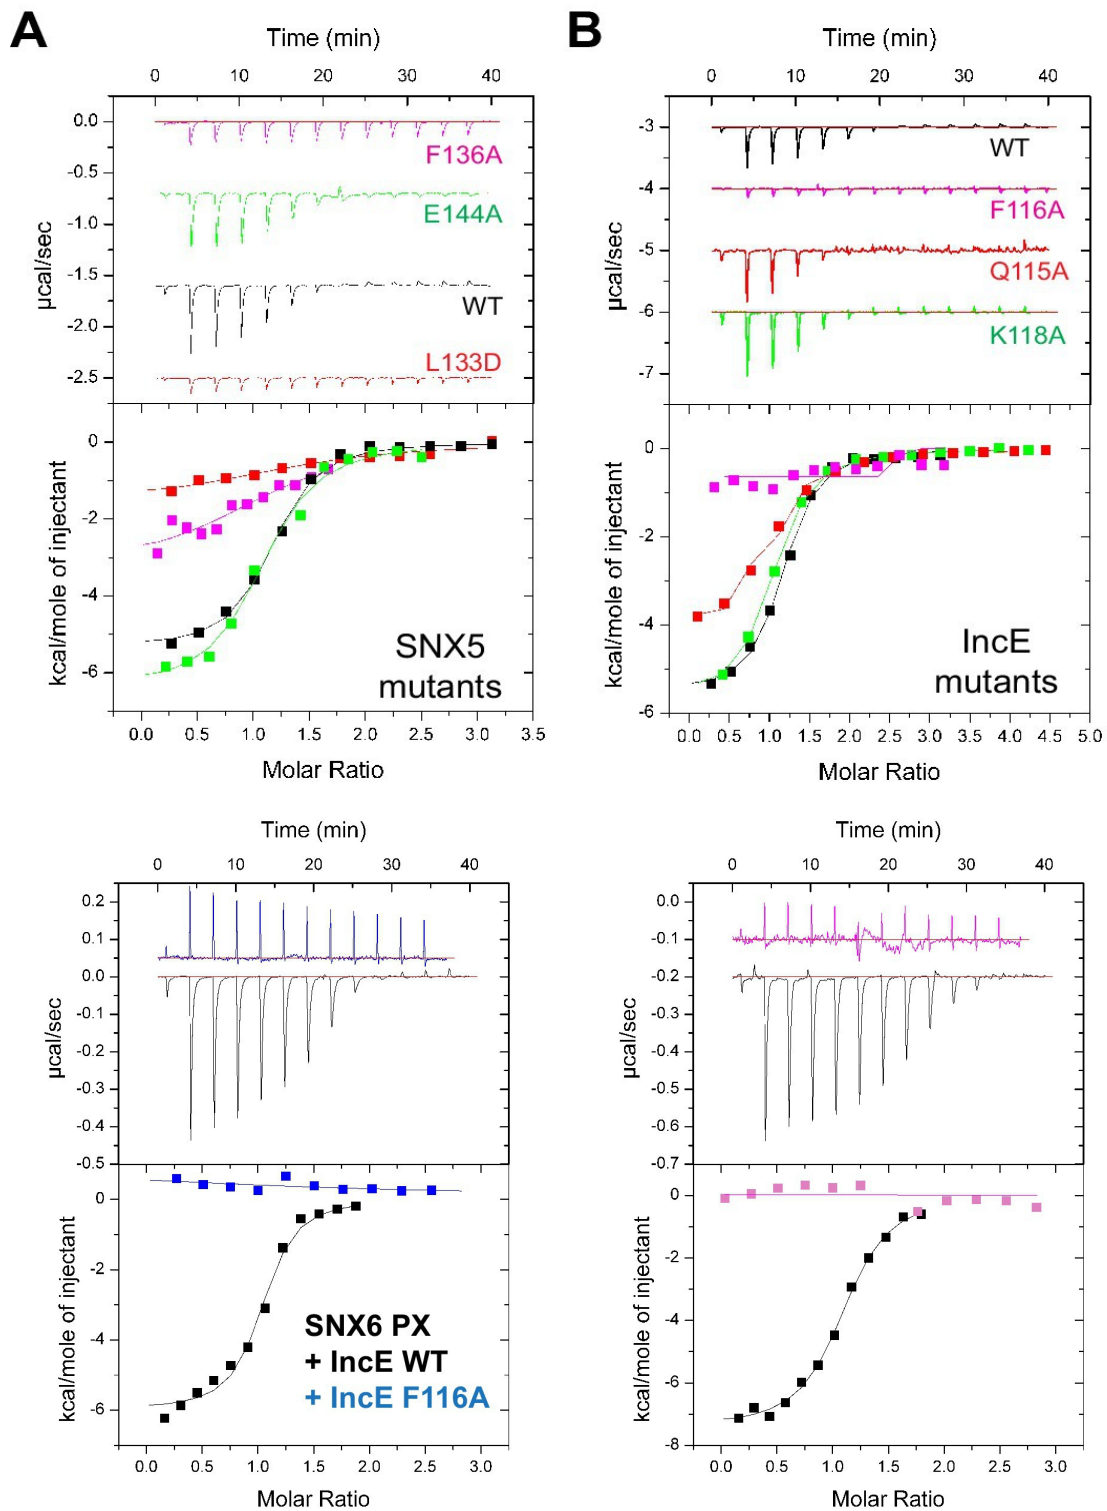 A
Time (min)
0 10 20 30 40
0.0
-0.5
-1.0
-1.5
-2.0
-2.5
µcal/sec
F136A
E144A
WT
L133D
0
-2
-4
-6
kcal/mole of injectant
SNX5
mutants
0.0 0.5 1.0 1.5 2.0 2.5 3.0 3.5
Molar Ratio
B
Time (min)
0 10 20 30 40
-3
-4
-5
-6
-7
µcal/sec
WT
F116A
Q115A
K118A
0
-2
-4
-6
kcal/mole of injectant
IncE
mutants
0.0 0.5 1.0 1.5 2.0 2.5 3.0 3.5 4.0 4.5 5.0
Molar Ratio
Time (min)
0 10 20 30 40
0.2
0.1
0.0
-0.1
-0.2
-0.3
-0.4
-0.5
µcal/sec
0
-2
-4
-6
kcal/mole of injectant
SNX6 PX
+ IncE WT
+ IncE F116A
0.0 0.5 1.0 1.5 2.0 2.5 3.0
Molar Ratio
Time (min)
0 10 20 30 40
0.0
-0.1
-0.2
-0.3
-0.4
-0.5
-0.6
-0.7
µcal/sec
0
-2
-4
-6
-8
kcal/mole of injectant
0.0 0.5 1.0 1.5 2.0 2.5 3.0
Molar Ratio